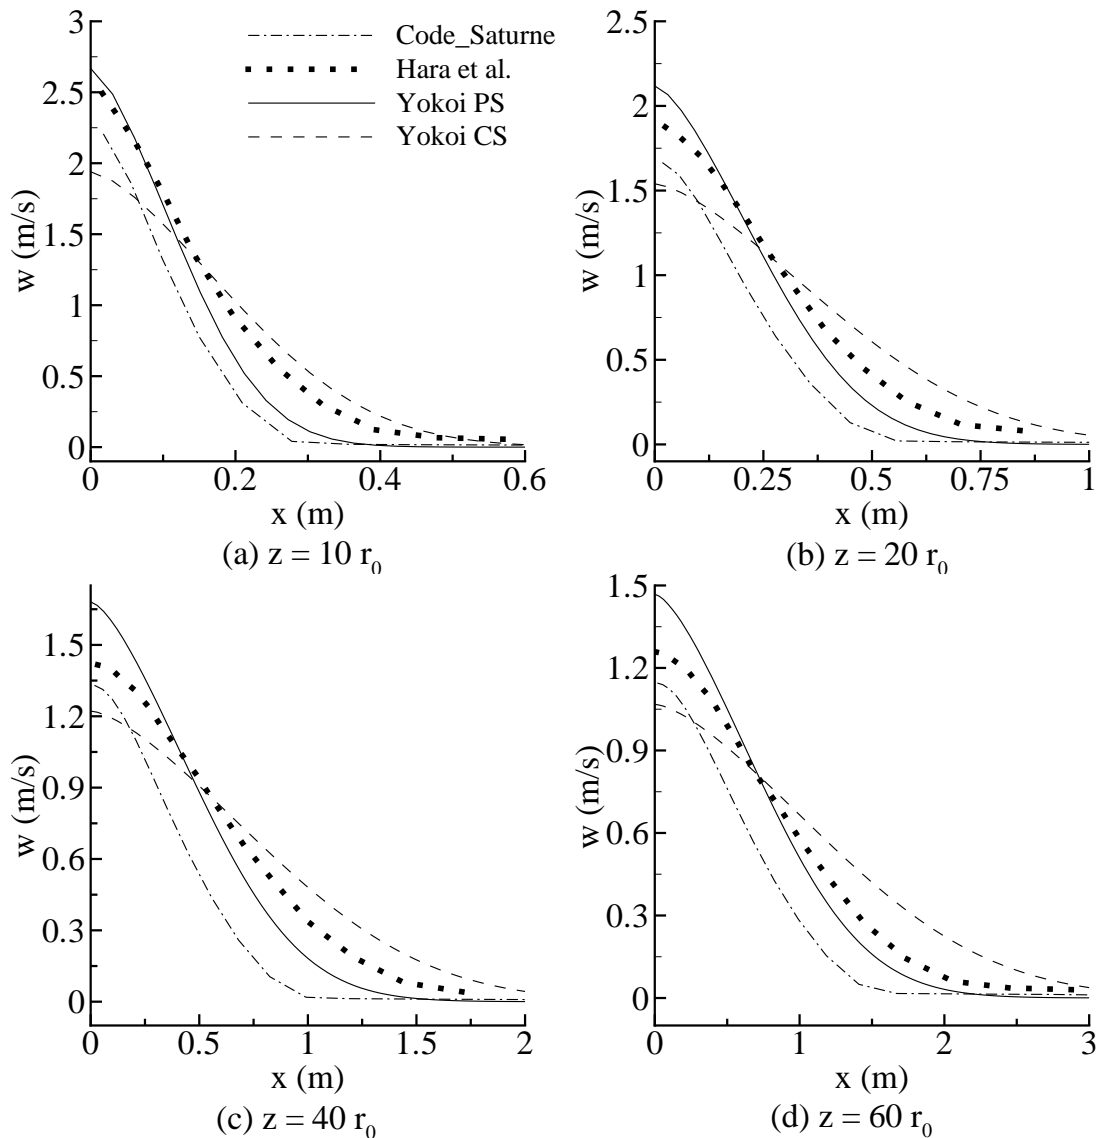 Code_Saturne
Hara et al.
Yokoi PS
Yokoi CS
3
2.5
2
1.5
1
0.5
0
w (m/s)
0 0.2 0.4 0.6
x (m)
(a) z = 10 r0
2.5
2
1.5
1
0.5
0
w (m/s)
0 0.25 0.5 0.75 1
x (m)
(b) z = 20 r0
1.5
1.2
0.9
0.6
0.3
0
w (m/s)
0 0.5 1 1.5 2
x (m)
(c) z = 40 r0
1.5
1.2
0.9
0.6
0.3
0
w (m/s)
0 1 2 3
x (m)
(d) z = 60 r0